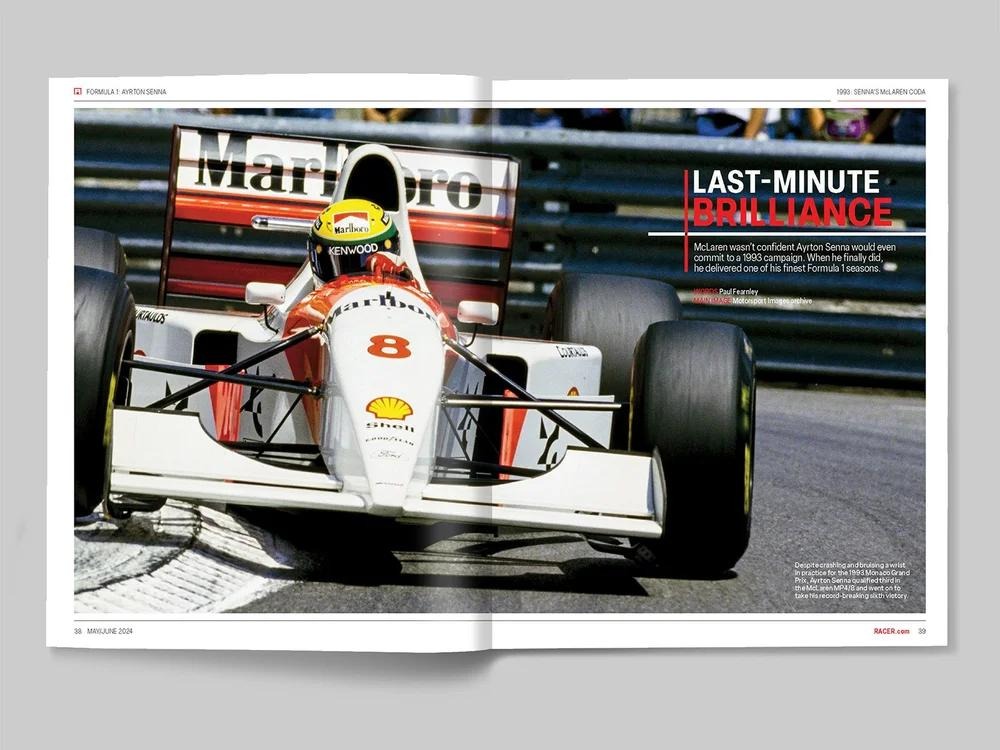 FORMULA 1: AYRTON SENNA
1993: SENNA'S McLAREN CODA
Marlboro
LAST-MINUTE
BRILLIANCE
McLaren wasn't confident Ayrton Senna would even
commit to a 1993 campaign. When he finally did,
he delivered one of his finest Formula 1 seasons.
WORDS Paul Fearnley
MAIN IMAGE Motorsport Images archive
Marlboro
KENWOOD
Marlboro
COURTAULDS
8
Shell
GOODYEAR
Ford
Despite crashing and bruising a wrist
in practice for the 1993 Monaco Grand
Prix, Ayrton Senna qualified third in
the McLaren MP4/8 and went on to
take his record-breaking sixth victory.
38 MAY/JUNE 2024
RACER.com 39